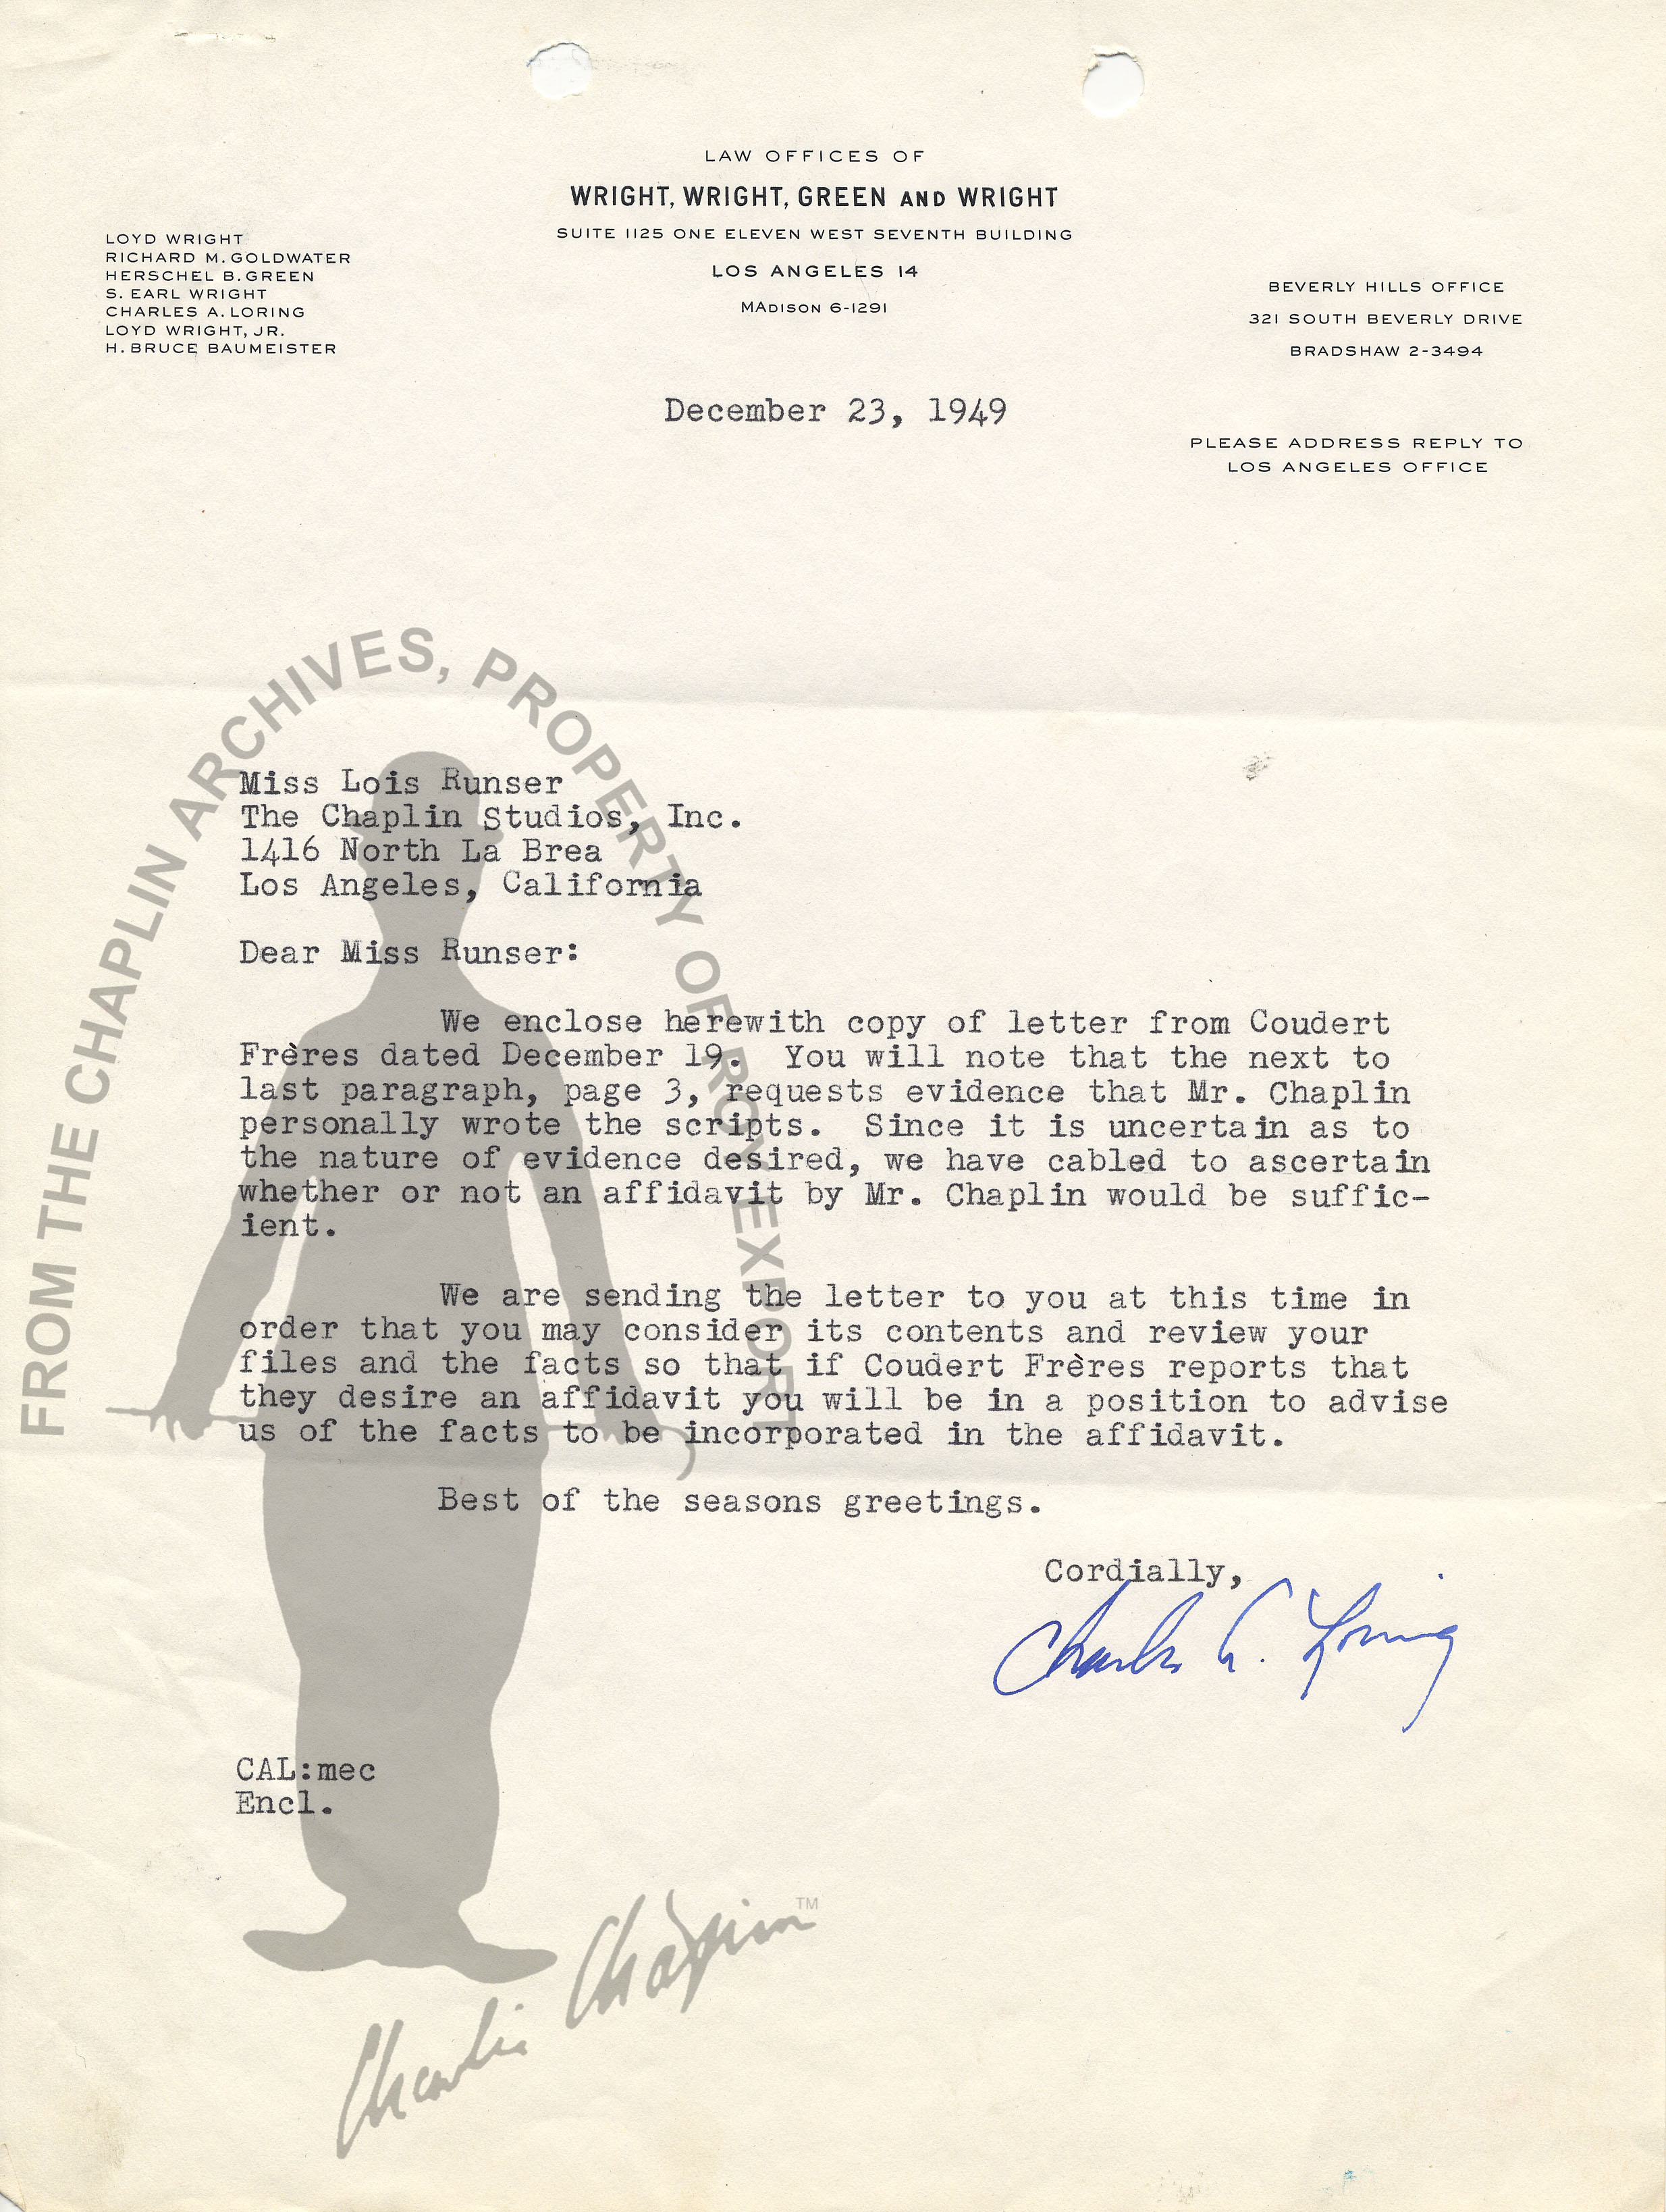 LAW OFFICES OF
WRIGHT, WRIGHT, GREEN AND WRIGHT
SUITE 1125 ONE ELEVEN WEST SEVENTH BUILDING
LOS ANGELES 14
MADISON 6-1291
LOYD WRIGHT
RICHARD M. GOLDWATER
HERSCHEL B. GREEN
S. EARL WRIGHT
CHARLES A. LORING
LOYD WRIGHT, JR.
H. BRUCE BAUMEISTER
BEVERLY HILLS OFFICE
321 SOUTH BEVERLY DRIVE
BRADSHAW 2-3494
December 23, 1949
PLEASE ADDRESS REPLY TO
LOS ANGELES OFFICE
FROM THE CHAPLIN ARCHIVES, PROPERTY OF ROY EXPORT
Miss Lois Runser
The Chaplin Studios, Inc.
1416 North La Brea
Los Angeles, California
Dear Miss Runser:
We enclose herewith copy of letter from Coudert
Frères dated December 19. You will note that the next to
last paragraph, page 3, requests evidence that Mr. Chaplin
personally wrote the scripts. Since it is uncertain as to
the nature of evidence desired, we have cabled to ascertain
whether or not an affidavit by Mr. Chaplin would be suffic-
ient.
We are sending the letter to you at this time in
order that you may consider its contents and review your
files and the facts so that if Coudert Frères reports that
they desire an affidavit you will be in a position to advise
us of the facts to be incorporated in the affidavit.
Best of the seasons greetings.
Cordially,
Charles A. Loring
CAL:mec
Encl.
Charlie Chaplin TM